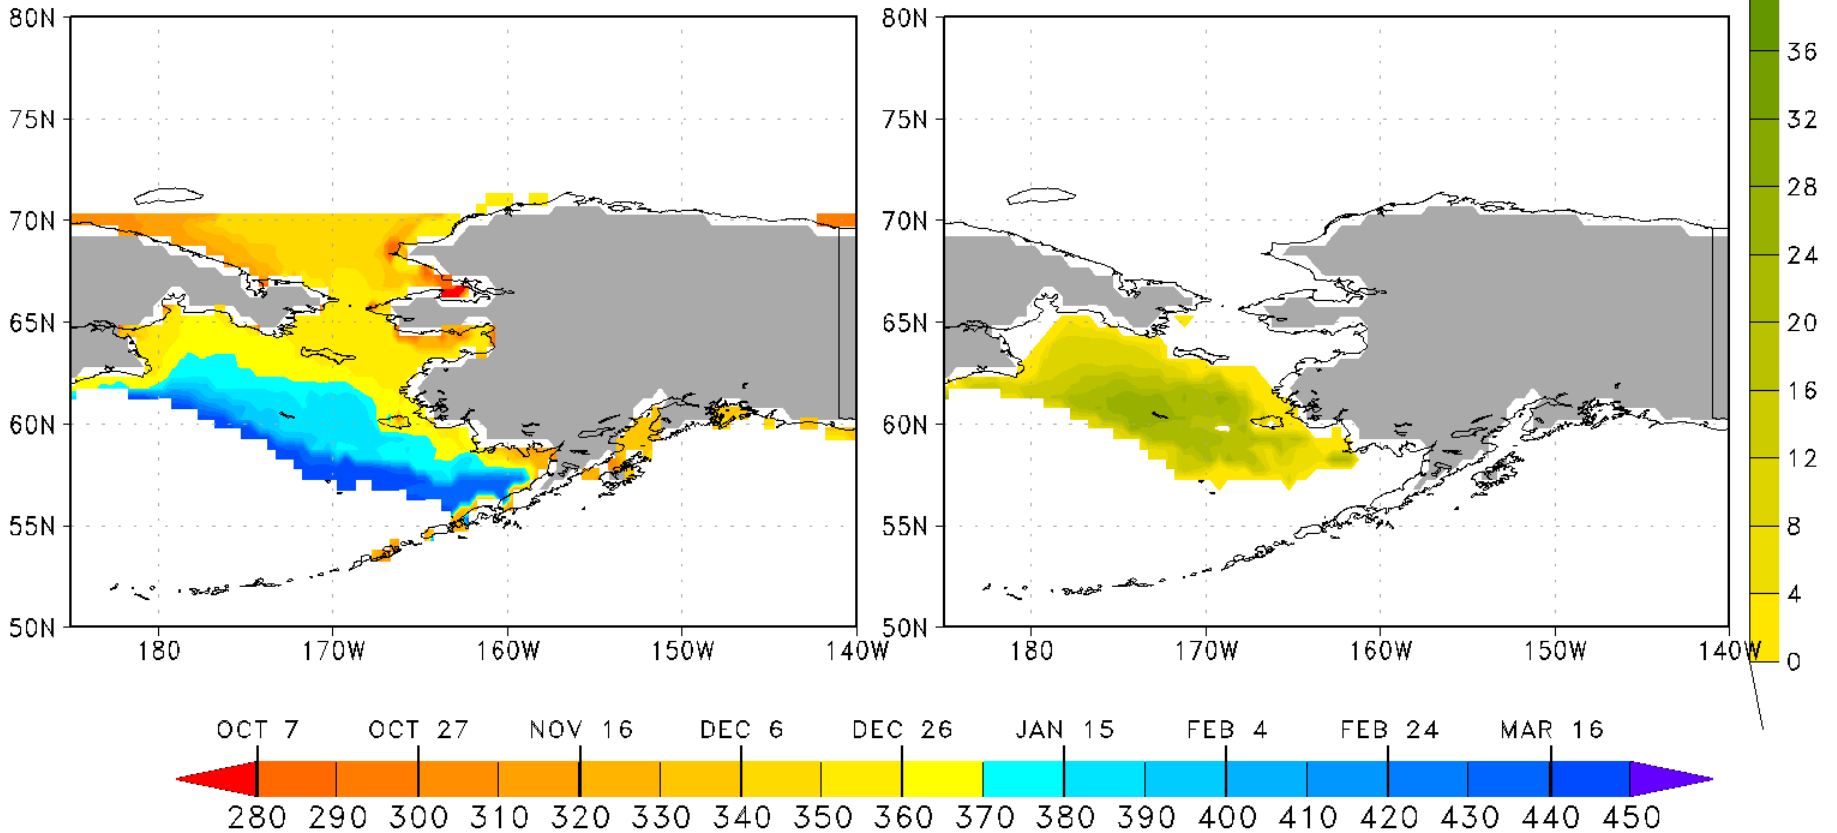 80N
75N
70N
65N
60N
55N
50N
180 170W 160W 150W 140W
80N
75N
70N
65N
60N
55N
50N
180 170W 160W 150W 140W
36
32
28
24
20
16
12
8
4
0
OCT 7 OCT 27 NOV 16 DEC 6 DEC 26 JAN 15 FEB 4 FEB 24 MAR 16
280 290 300 310 320 330 340 350 360 370 380 390 400 410 420 430 440 450